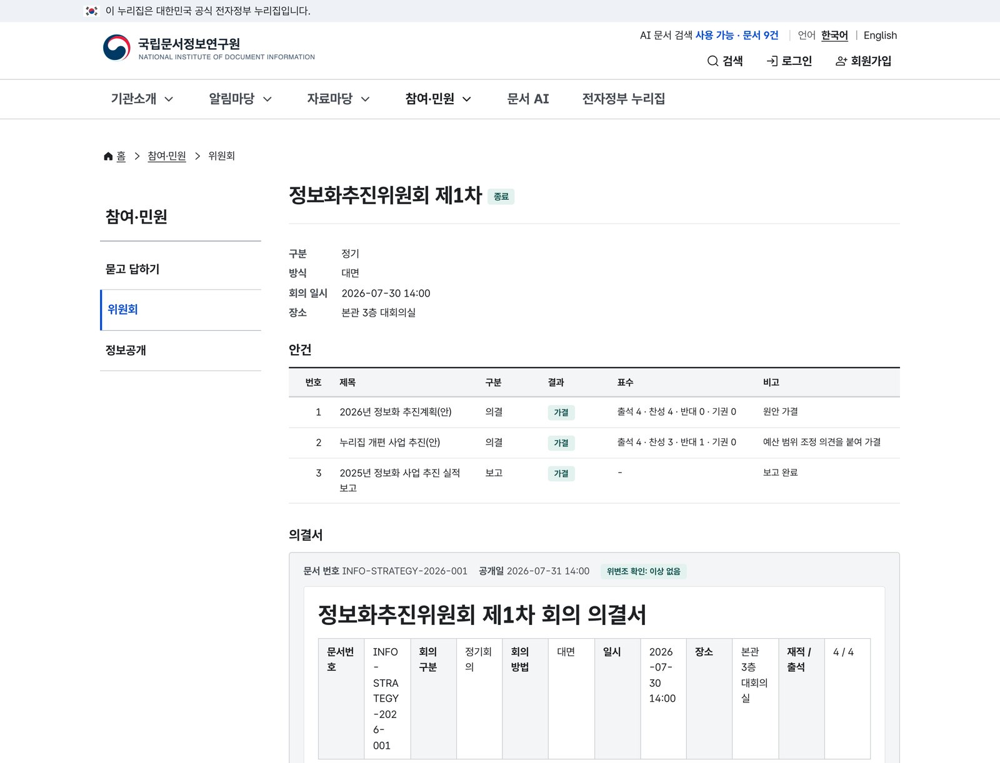 이 누리집은 대한민국 공식 전자정부 누리집입니다.
국립문서정보연구원
NATIONAL INSTITUTE OF DOCUMENT INFORMATION
AI 문서 검색 사용 가능 · 문서 9건 언어 한국어 English
검색 로그인 회원가입
기관소개 알림마당 자료마당 참여·민원 문서 AI 전자정부 누리집
홈 > 참여·민원 > 위원회
참여·민원
묻고 답하기
위원회
정보공개
정보화추진위원회 제1차 종료
구분 정기
방식 대면
회의 일시 2026-07-30 14:00
장소 본관 3층 대회의실
안건
번호 제목 구분 결과 표수 비고
1 2026년 정보화 추진계획(안) 의결 가결 출석 4 · 찬성 4 · 반대 0 · 기권 0 원안 가결
2 누리집 개편 사업 추진(안) 의결 가결 출석 4 · 찬성 3 · 반대 1 · 기권 0 예산 범위 조정 의견을 붙여 가결
3 2025년 정보화 사업 추진 실적 보고 가결 - 보고 완료
보고
의결서
문서 번호 INFO-STRATEGY-2026-001 공개일 2026-07-31 14:00 위변조 확인: 이상 없음
정보화추진위원회 제1차 회의 의결서
문서번 INFO 회의 정기회 회의 대면 일시 2026 장소 본관 재적 / 4 / 4
호 - 구분 의 방법 -07- 3층 출석
STRA 30 대회의
TEGY 14:00 실
-202
6-
001